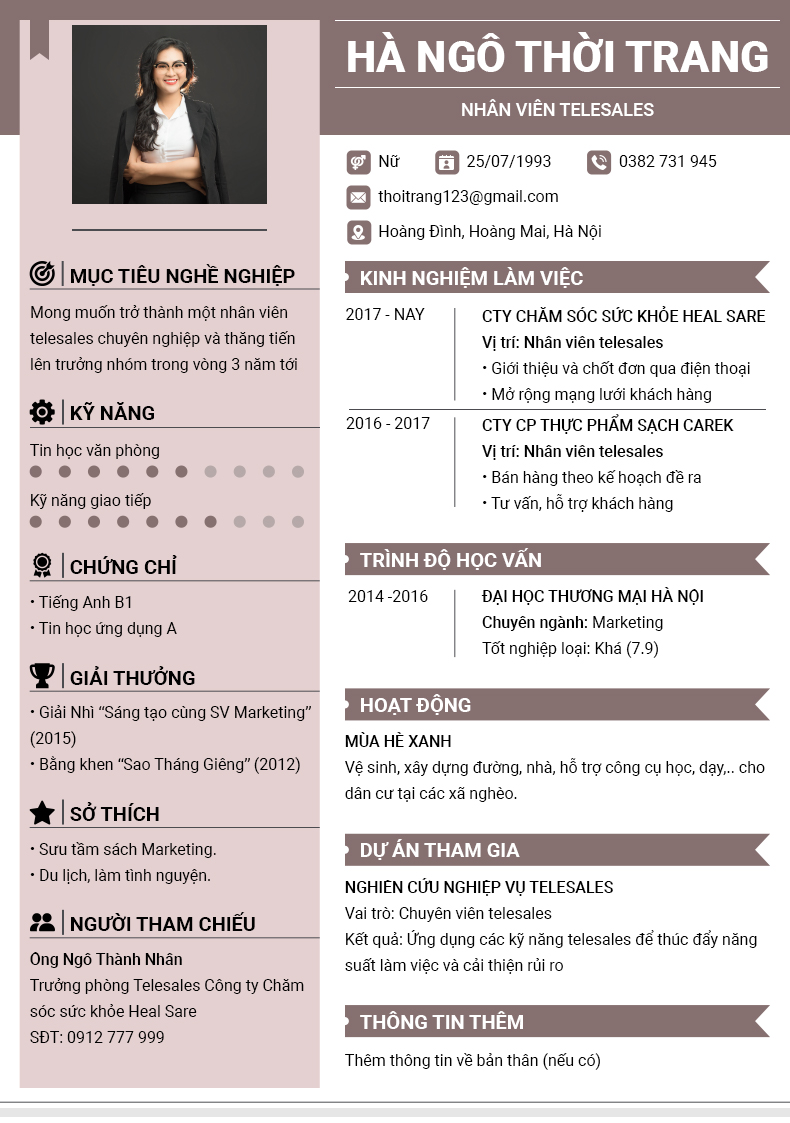 HÀ NGÔ THỜI TRANG
NHÂN VIÊN TELESALES
Nữ
25/07/1993
0382 731 945
thoitrang123@gmail.com
Hoàng Đình, Hoàng Mai, Hà Nội
MỤC TIÊU NGHỀ NGHIỆP
Mong muốn trở thành một nhân viên
telesales chuyên nghiệp và thăng tiến
lên trưởng nhóm trong vòng 3 năm tới
KỸ NĂNG
Tin học văn phòng
Kỹ năng giao tiếp
CHỨNG CHỈ
• Tiếng Anh B1
• Tin học ứng dụng A
GIẢI THƯỞNG
• Giải Nhì “Sáng tạo cùng SV Marketing”
(2015)
• Bằng khen “Sao Tháng Giêng” (2012)
SỞ THÍCH
• Sưu tầm sách Marketing.
• Du lịch, làm tình nguyện.
NGƯỜI THAM CHIẾU
Ông Ngô Thành Nhân
Trưởng phòng Telesales Công ty Chăm
sóc sức khỏe Heal Sare
SĐT: 0912 777 999
KINH NGHIỆM LÀM VIỆC
2017 - NAY
CTY CHĂM SÓC SỨC KHỎE HEAL SARE
Vị trí: Nhân viên telesales
• Giới thiệu và chốt đơn qua điện thoại
• Mở rộng mạng lưới khách hàng
2016 - 2017
CTY CP THỰC PHẨM SẠCH CAREK
Vị trí: Nhân viên telesales
• Bán hàng theo kế hoạch đề ra
• Tư vấn, hỗ trợ khách hàng
TRÌNH ĐỘ HỌC VẤN
2014 -2016
ĐẠI HỌC THƯƠNG MẠI HÀ NỘI
Chuyên ngành: Marketing
Tốt nghiệp loại: Khá (7.9)
HOẠT ĐỘNG
MÙA HÈ XANH
Vệ sinh, xây dựng đường, nhà, hỗ trợ công cụ học, dạy,.. cho
dân cư tại các xã nghèo.
DỰ ÁN THAM GIA
NGHIÊN CỨU NGHIỆP VỤ TELESALES
Vai trò: Chuyên viên telesales
Kết quả: Ứng dụng các kỹ năng telesales để thúc đẩy năng
suất làm việc và cải thiện rủi ro
THÔNG TIN THÊM
Thêm thông tin về bản thân (nếu có)